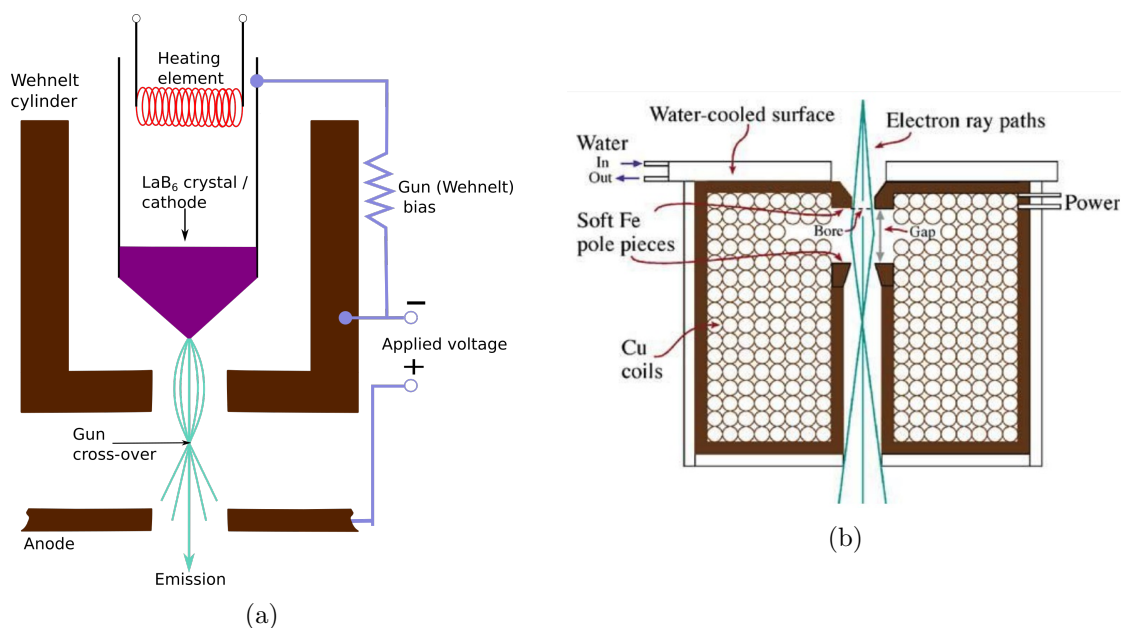 Heating
element
Wehnelt
cylinder
LaB₆ crystal /
cathode
Gun (Wehnelt)
bias
−
Applied voltage
+
Gun
cross-over
Anode
Emission
(a)
Water-cooled surface
Electron ray paths
Water
In
Out
Power
Soft Fe
pole pieces
Bore
Gap
Cu
coils
(b)